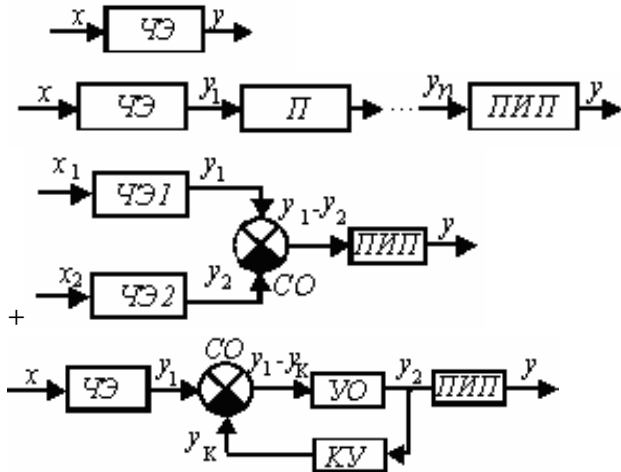 x ЧЭ y
x ЧЭ y1 П ... yn ПИП y
x1 ЧЭ1 y1
y1-y2 ПИП y
x2 ЧЭ2 y2 СО
+
СО
x ЧЭ y1 y1-yК УО y2 ПИП y
yК КУ